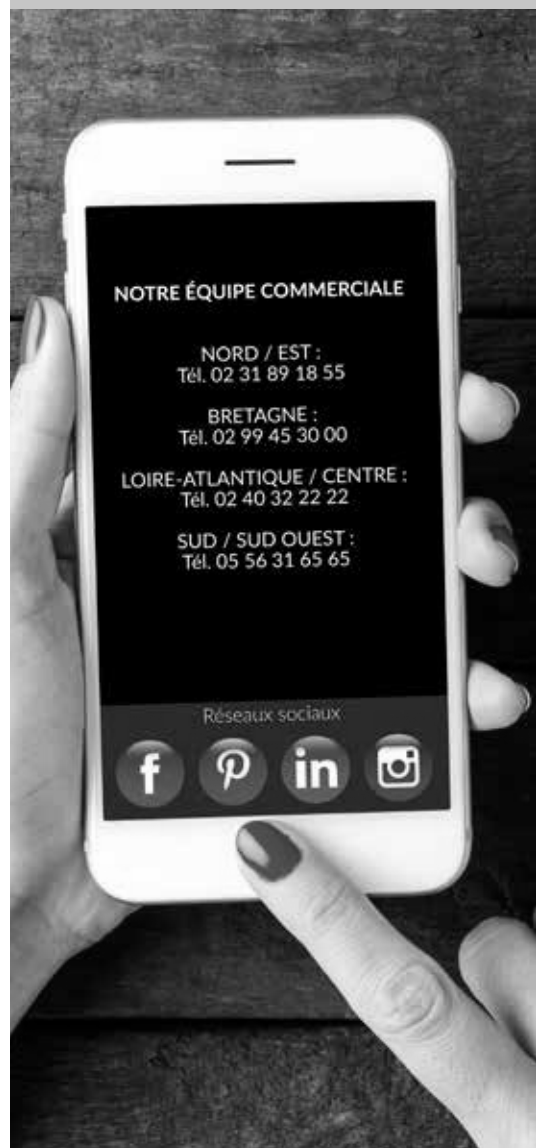 NOTRE ÉQUIPE COMMERCIALE
NORD / EST :
Tél. 02 31 89 18 55
BRETAGNE :
Tél. 02 99 45 30 00
LOIRE-ATLANTIQUE / CENTRE :
Tél. 02 40 32 22 22
SUD / SUD OUEST :
Tél. 05 56 31 65 65
Réseaux sociaux